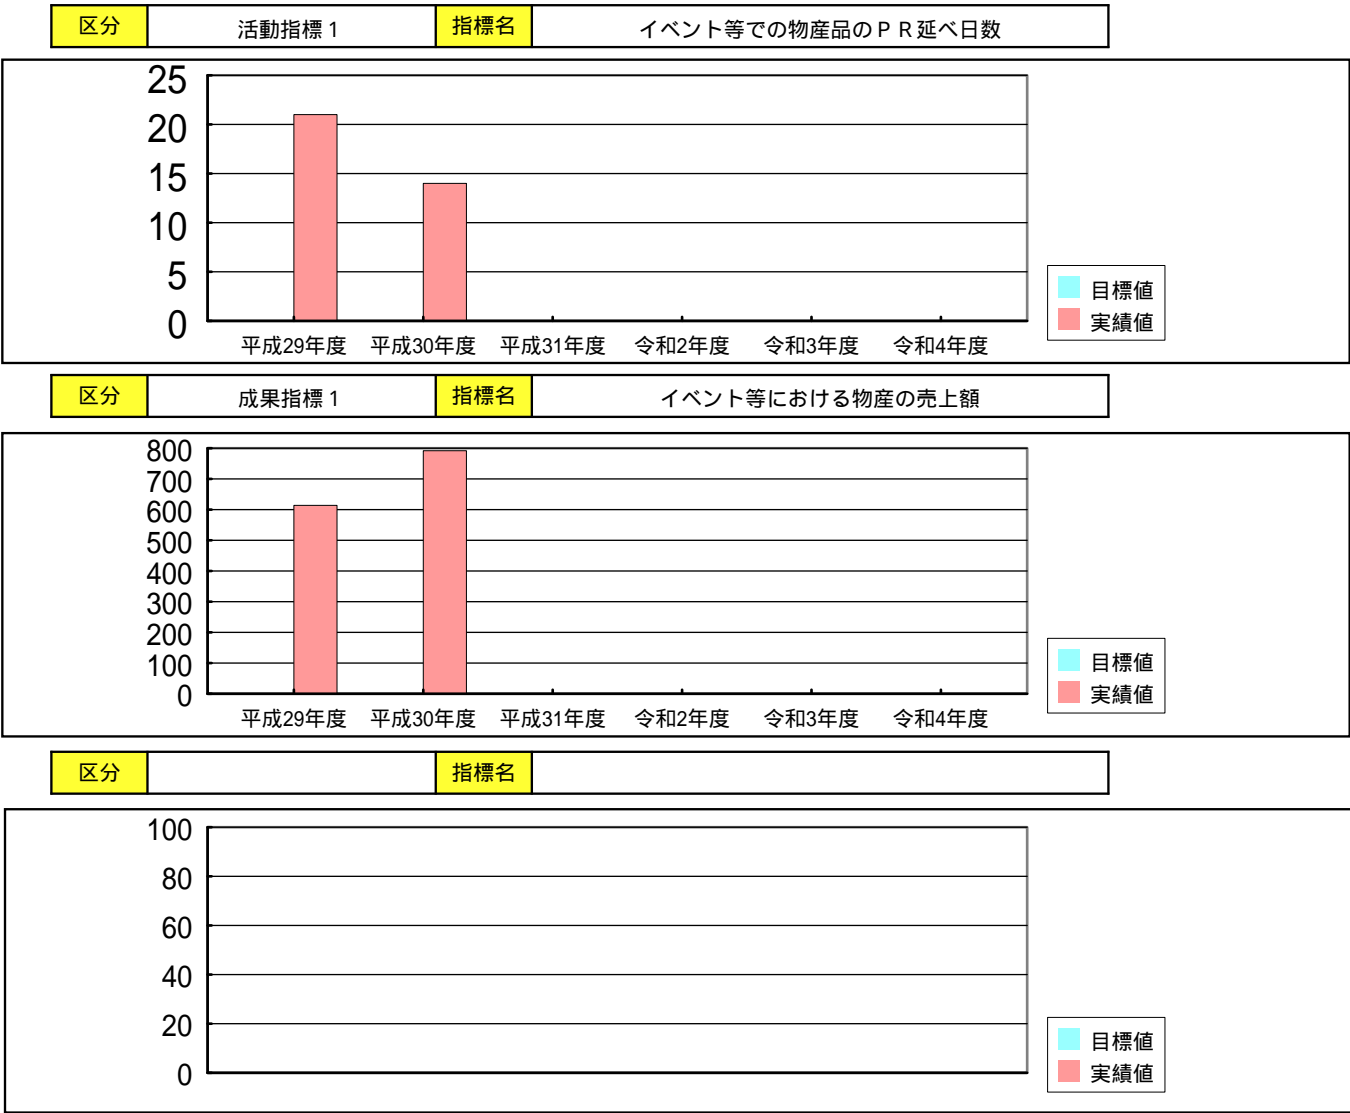 区分 活動指標1 指標名 イベント等での物産品のPR延べ日数
25
20
15
10
5
0
平成29年度 平成30年度 平成31年度 令和2年度 令和3年度 令和4年度
目標値
実績値
区分 成果指標1 指標名 イベント等における物産の売上額
800
700
600
500
400
300
200
100
0
平成29年度 平成30年度 平成31年度 令和2年度 令和3年度 令和4年度
目標値
実績値
区分 指標名
100
80
60
40
20
0
目標値
実績値